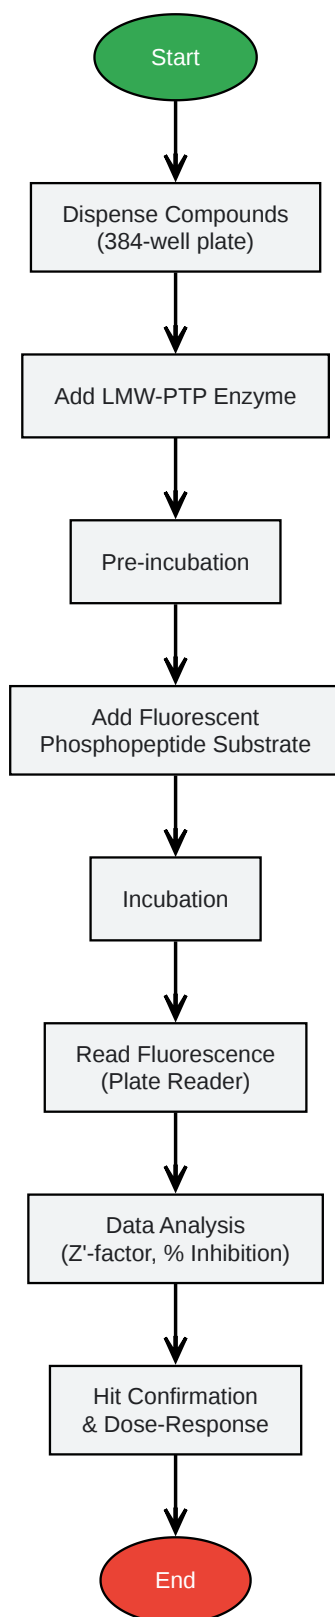 Start
Dispense Compounds
(384-well plate)
Add LMW-PTP Enzyme
Pre-incubation
Add Fluorescent
Phosphopeptide Substrate
Incubation
Read Fluorescence
(Plate Reader)
Data Analysis
(Z'-factor, % Inhibition)
Hit Confirmation
& Dose-Response
End